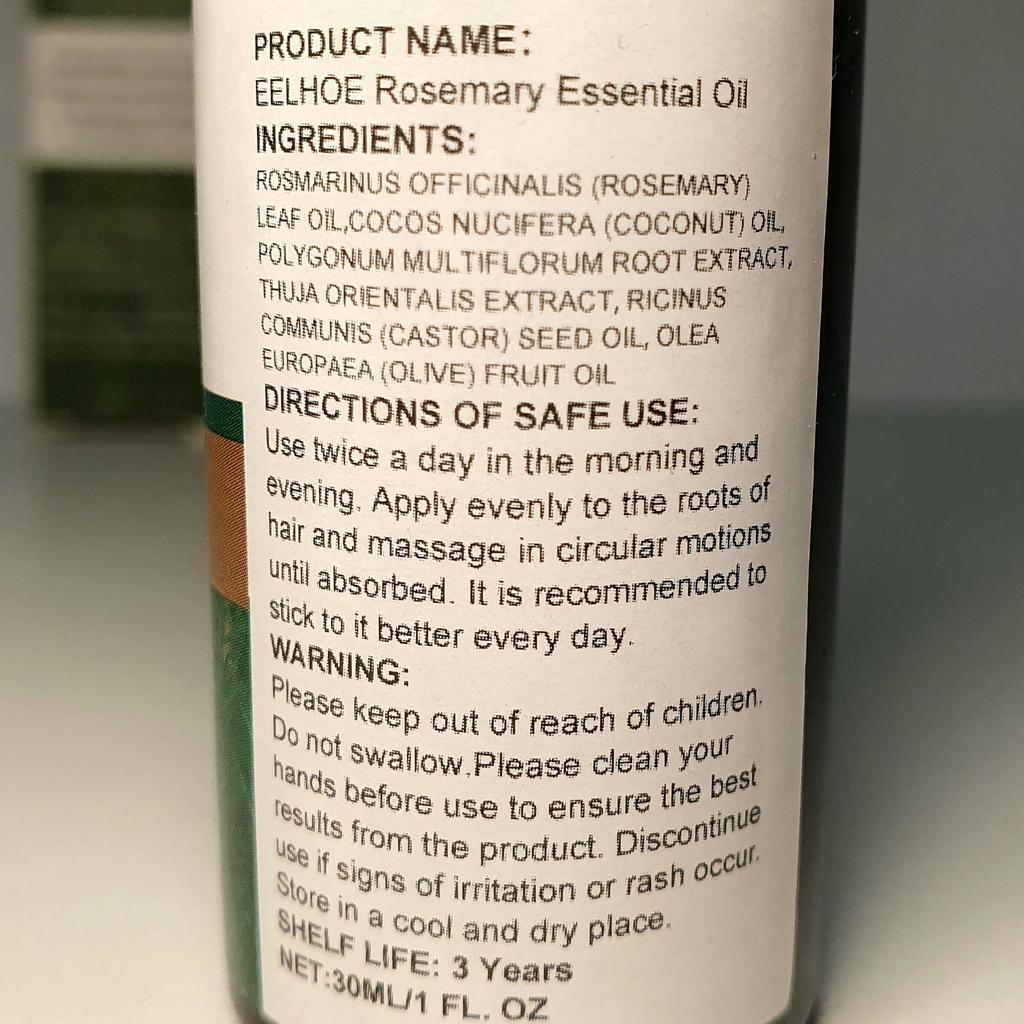 PRODUCT NAME:
EELHOE Rosemary Essential Oil
INGREDIENTS:
ROSMARINUS OFFICINALIS (ROSEMARY)
LEAF OIL,COCOS NUCIFERA (COCONUT) OIL,
POLYGONUM MULTIFLORUM ROOT EXTRACT,
THUJA ORIENTALIS EXTRACT, RICINUS
COMMUNIS (CASTOR) SEED OIL, OLEA
EUROPAEA (OLIVE) FRUIT OIL
DIRECTIONS OF SAFE USE:
Use twice a day in the morning and
evening. Apply evenly to the roots of
hair and massage in circular motions
until absorbed. It is recommended to
stick to it better every day.
WARNING:
Please keep out of reach of children.
Do not swallow.Please clean your
hands before use to ensure the best
results from the product. Discontinue
use if signs of irritation or rash occur.
Store in a cool and dry place.
SHELF LIFE: 3 Years
NET:30ML/1 FL. OZ